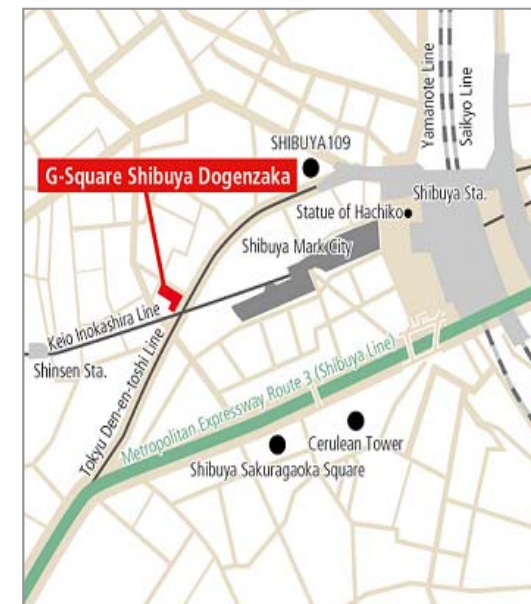 Yamanote Line
Saikyo Line
SHIBUYA109
G-Square Shibuya Dogenzaka
Shibuya Sta.
Statue of Hachiko
Shibuya Mark City
Keio Inokashira Line
Shinsen Sta.
Tokyu Den-en-toshi Line
Metropolitan Expressway Route 3 (Shibuya Line)
Cerulean Tower
Shibuya Sakuragaoka Square